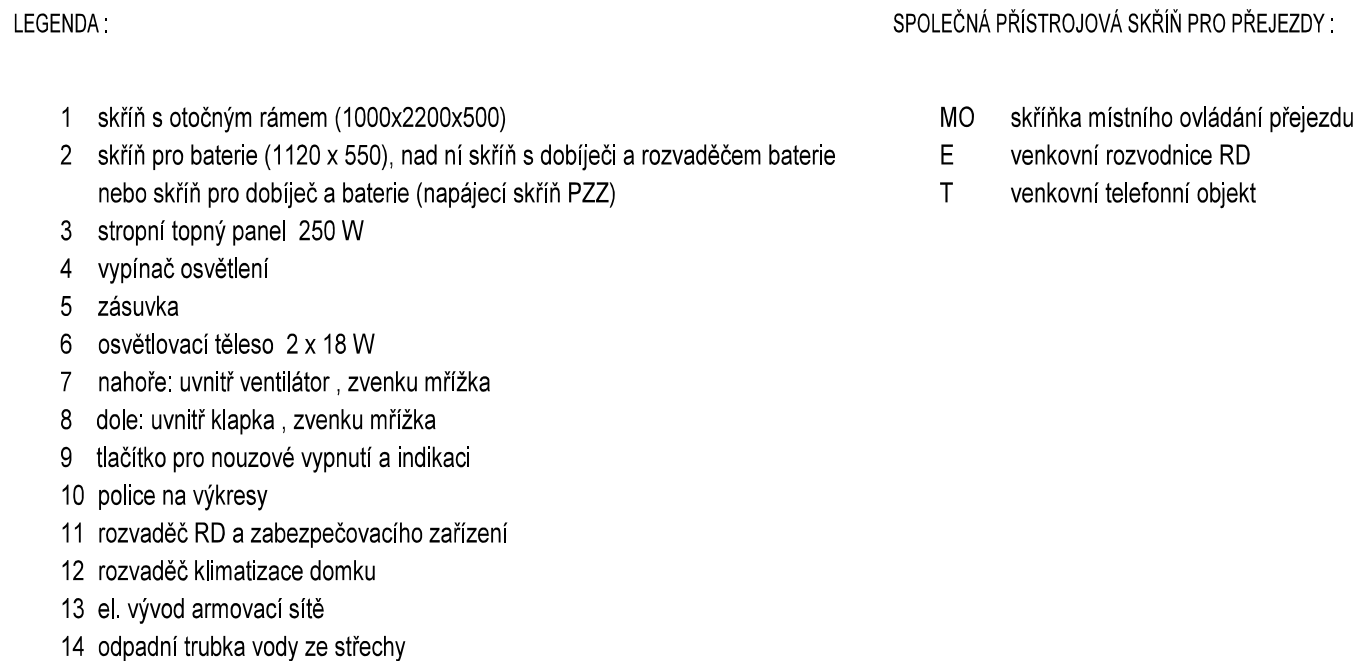 LEGENDA :
1 skříň s otočným rámem (1000x2200x500)
2 skříň pro baterie (1120 x 550), nad ní skříň s dobíječi a rozvaděčem baterie
nebo skříň pro dobíječ a baterie (napájecí skříň PZZ)
3 stropní topný panel 250 W
4 vypínač osvětlení
5 zásuvka
6 osvětlovací těleso 2 x 18 W
7 nahoře: uvnitř ventilátor , zvenku mřížka
8 dole: uvnitř klapka , zvenku mřížka
9 tlačítko pro nouzové vypnutí a indikaci
10 police na výkresy
11 rozvaděč RD a zabezpečovacího zařízení
12 rozvaděč klimatizace domku
13 el. vývod armovací sítě
14 odpadní trubka vody ze střechy
SPOLEČNÁ PŘÍSTROJOVÁ SKŘÍŇ PRO PŘEJEZDY :
MO skříňka místního ovládání přejezdu
E venkovní rozvodnice RD
T venkovní telefonní objekt